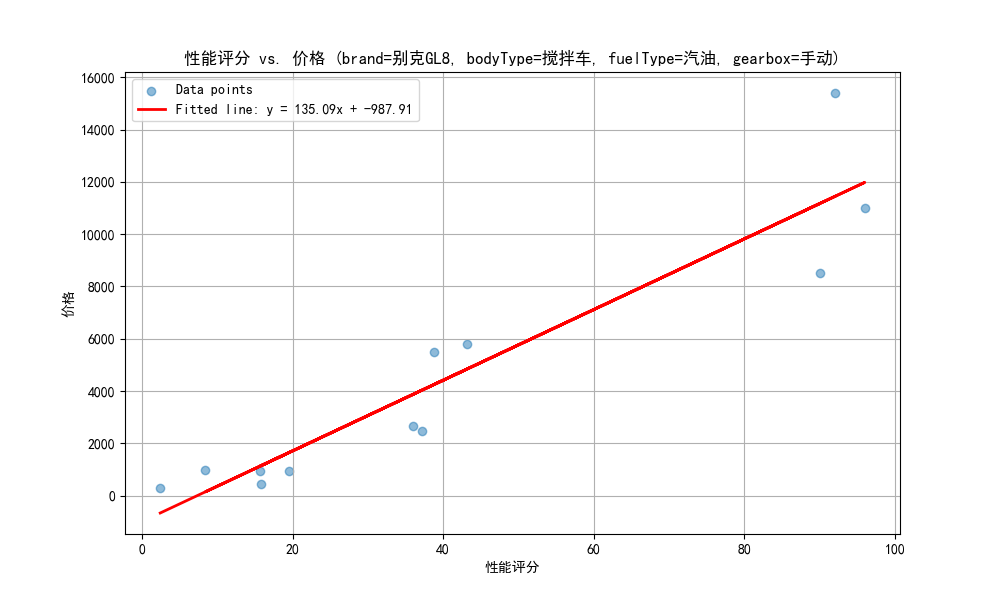 性能评分 vs. 价格 (brand=别克GL8, bodyType=搅拌车, fuelType=汽油, gearbox=手动)
Data points
Fitted line: y = 135.09x + -987.91
16000
14000
12000
10000
8000
6000
4000
2000
0
价格
0 20 40 60 80 100
性能评分